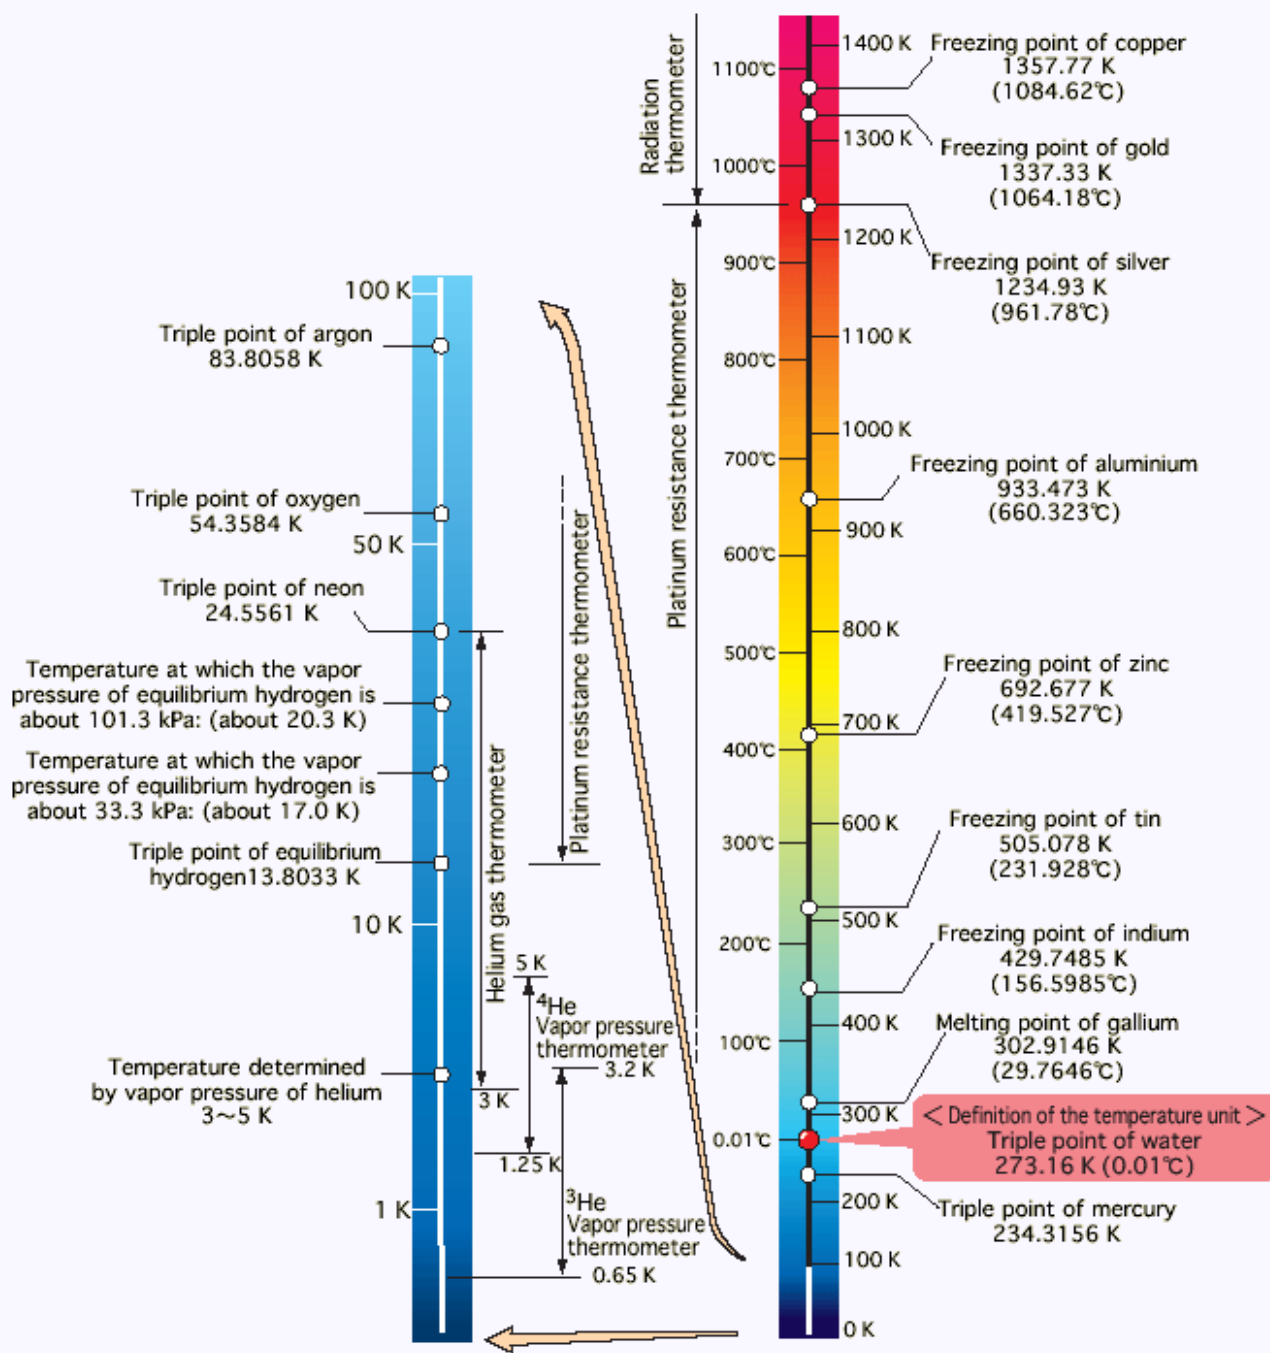 100 K
Triple point of argon
83.8058 K
Triple point of oxygen
54.3584 K
50 K
Triple point of neon
24.5561 K
Temperature at which the vapor
pressure of equilibrium hydrogen is
about 101.3 kPa: (about 20.3 K)
Temperature at which the vapor
pressure of equilibrium hydrogen is
about 33.3 kPa: (about 17.0 K)
Triple point of equilibrium
hydrogen13.8033 K
10 K
Temperature determined
by vapor pressure of helium
3～5 K
1 K
Helium gas thermometer
3 K
Platinum resistance thermometer
5 K
⁴He
Vapor pressure
thermometer
1.25 K
3.2 K
³He
Vapor pressure
thermometer
0.65 K
Radiation
thermometer
Platinum resistance thermometer
1100℃
1000℃
900℃
800℃
700℃
600℃
500℃
400℃
300℃
200℃
100℃
0.01℃
1400 K
1300 K
1200 K
1100 K
1000 K
900 K
800 K
700 K
600 K
500 K
400 K
300 K
200 K
100 K
0 K
Freezing point of copper
1357.77 K
(1084.62℃)
Freezing point of gold
1337.33 K
(1064.18℃)
Freezing point of silver
1234.93 K
(961.78℃)
Freezing point of aluminium
933.473 K
(660.323℃)
Freezing point of zinc
692.677 K
(419.527℃)
Freezing point of tin
505.078 K
(231.928℃)
Freezing point of indium
429.7485 K
(156.5985℃)
Melting point of gallium
302.9146 K
(29.7646℃)
＜Definition of the temperature unit＞
Triple point of water
273.16 K (0.01℃)
Triple point of mercury
234.3156 K